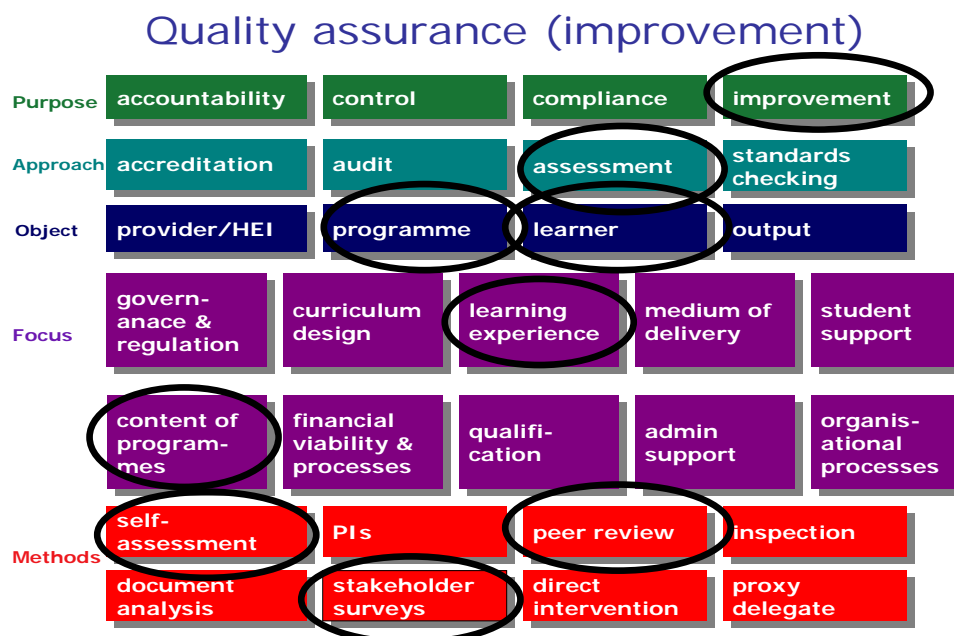 Quality assurance (improvement)
Purpose
accountability
control
compliance
improvement
Approach
accreditation
audit
assessment
standards
checking
Object
provider/HEI
programme
learner
output
Focus
govern-
anace &
regulation
curriculum
design
learning
experience
medium of
delivery
student
support
content of
program-
mes
financial
viability &
processes
qualifi-
cation
admin
support
organis-
ational
processes
Methods
self-
assessment
PIs
peer review
inspection
document
analysis
stakeholder
surveys
direct
intervention
proxy
delegate